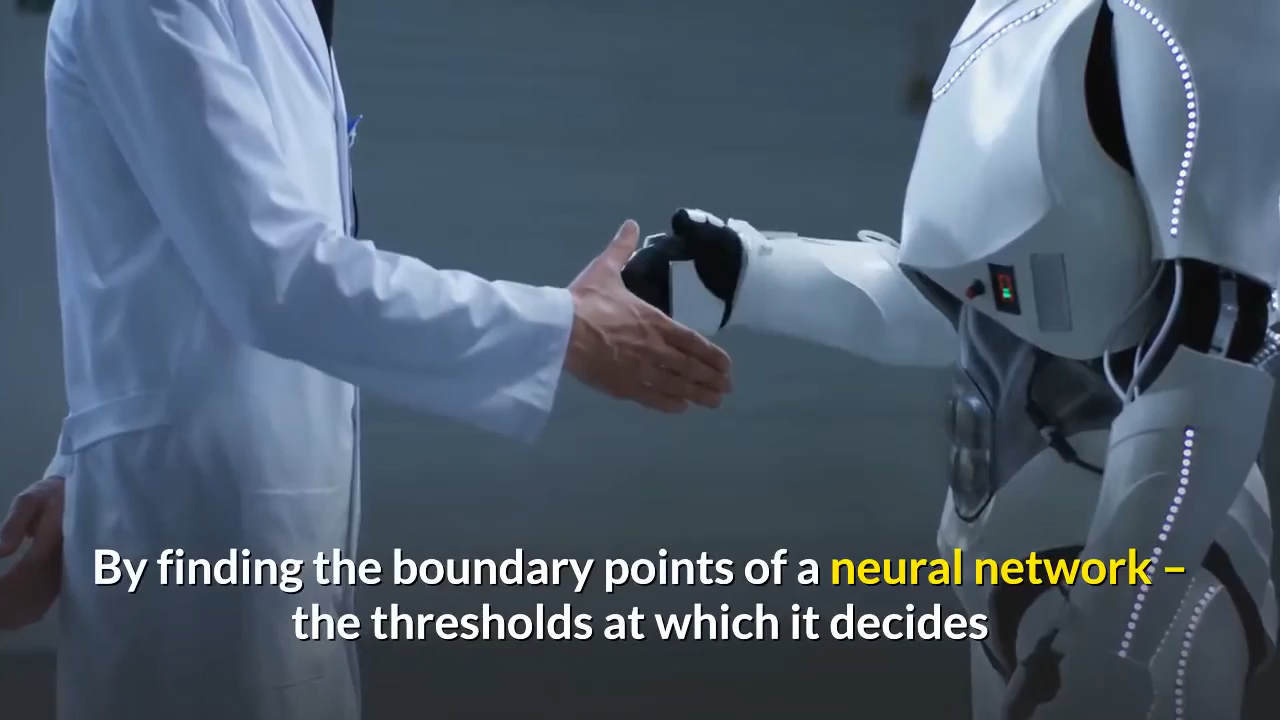 By finding the boundary points of a neural network –
the thresholds at which it decides